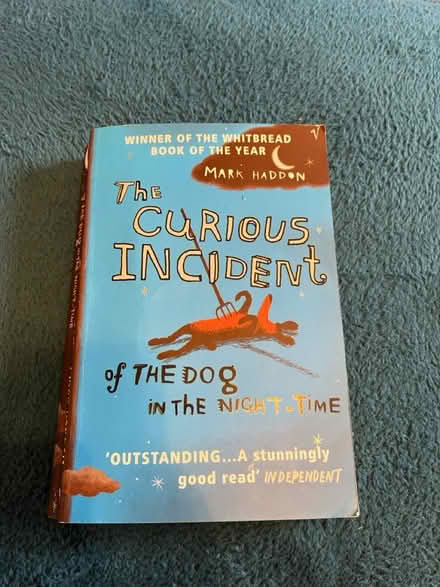 WINNER OF THE WHITBREAD
BOOK OF THE YEAR
MARK HADDON
The
CURIOUS
INCIDENT
of THE DOG
IN THE NIGHT-TIME
'OUTSTANDING...A stunningly
good read' INDEPENDENT